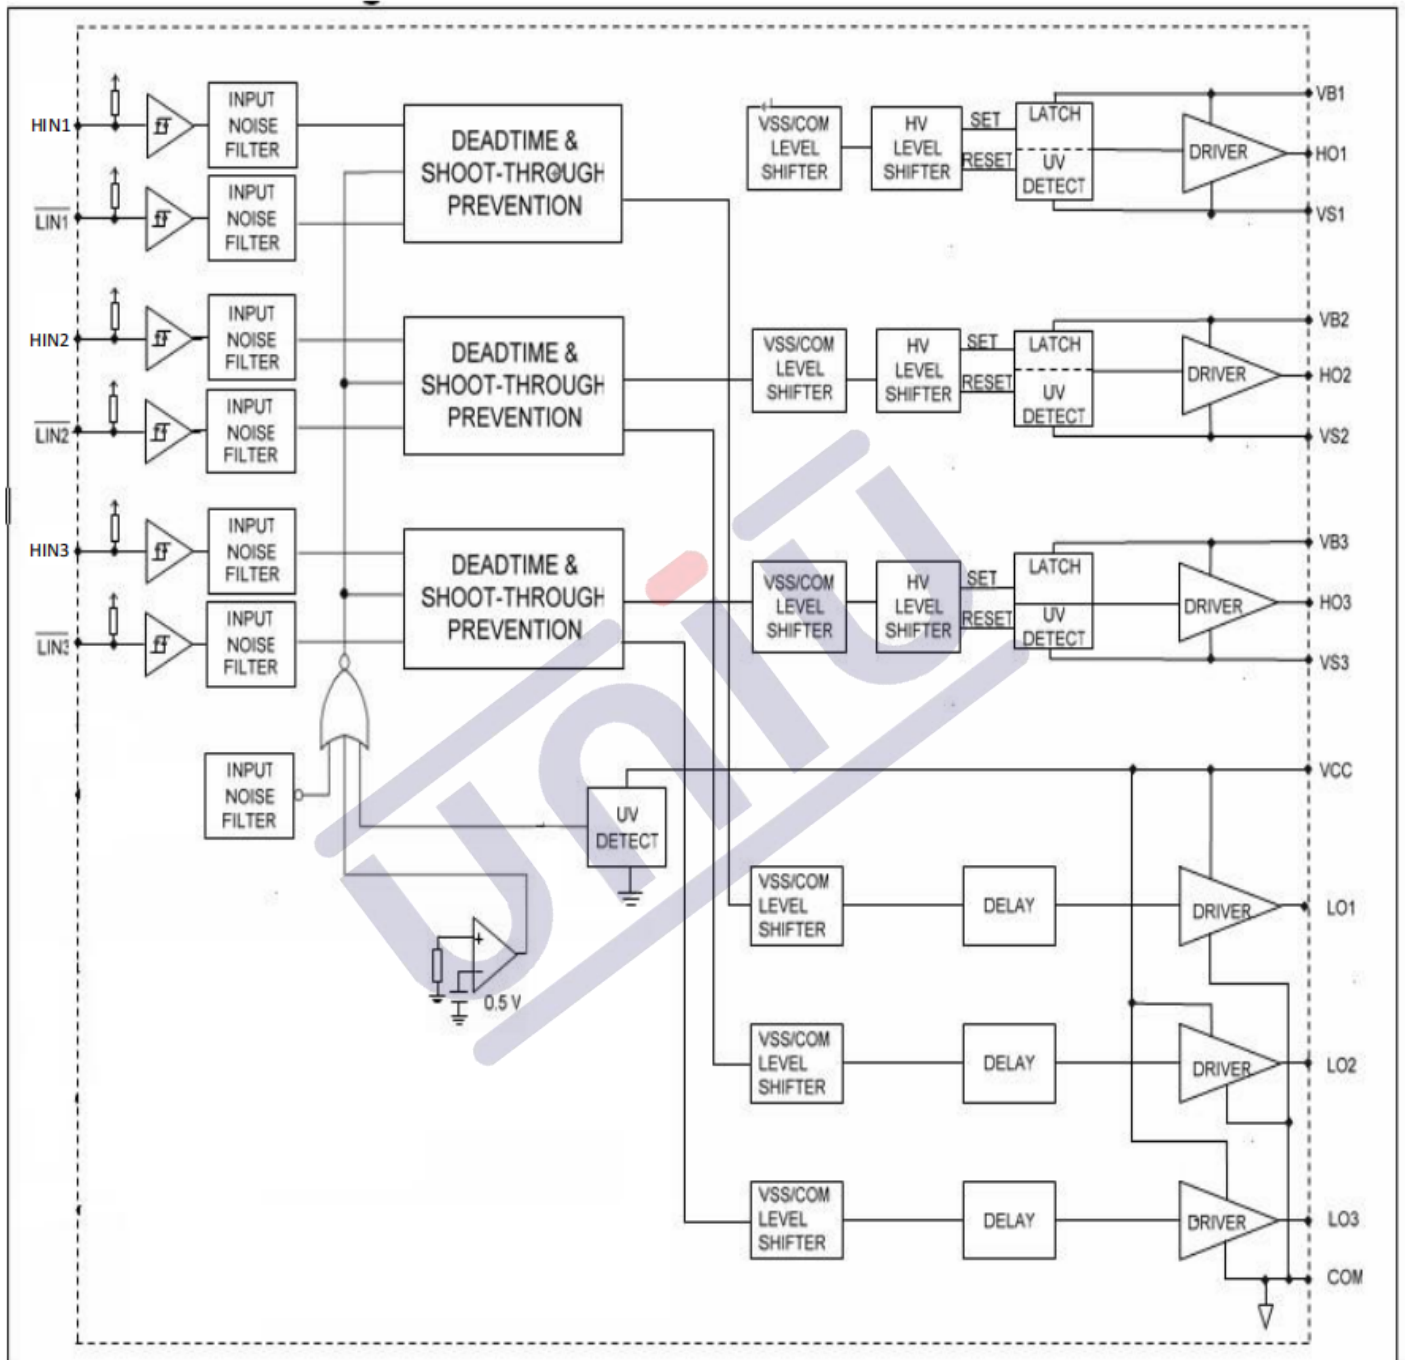 HIN1
INPUT
NOISE
FILTER
DEADTIME &
SHOOT-THROUGH
PREVENTION
VSS/COM
LEVEL
SHIFTER
HV
LEVEL
SHIFTER
SET
RESET
LATCH
UV
DETECT
DRIVER
VB1
HO1
VS1
LIN1
INPUT
NOISE
FILTER
HIN2
INPUT
NOISE
FILTER
DEADTIME &
SHOOT-THROUGH
PREVENTION
VSS/COM
LEVEL
SHIFTER
HV
LEVEL
SHIFTER
SET
RESET
LATCH
UV
DETECT
DRIVER
VB2
HO2
VS2
LIN2
INPUT
NOISE
FILTER
HIN3
INPUT
NOISE
FILTER
DEADTIME &
SHOOT-THROUGH
PREVENTION
VSS/COM
LEVEL
SHIFTER
HV
LEVEL
SHIFTER
SET
RESET
LATCH
UV
DETECT
DRIVER
VB3
HO3
VS3
LIN3
INPUT
NOISE
FILTER
INPUT
NOISE
FILTER
UV
DETECT
VCC
0.5 V
VSS/COM
LEVEL
SHIFTER
DELAY
DRIVER
LO1
VSS/COM
LEVEL
SHIFTER
DELAY
DRIVER
LO2
VSS/COM
LEVEL
SHIFTER
DELAY
DRIVER
LO3
COM
uniu